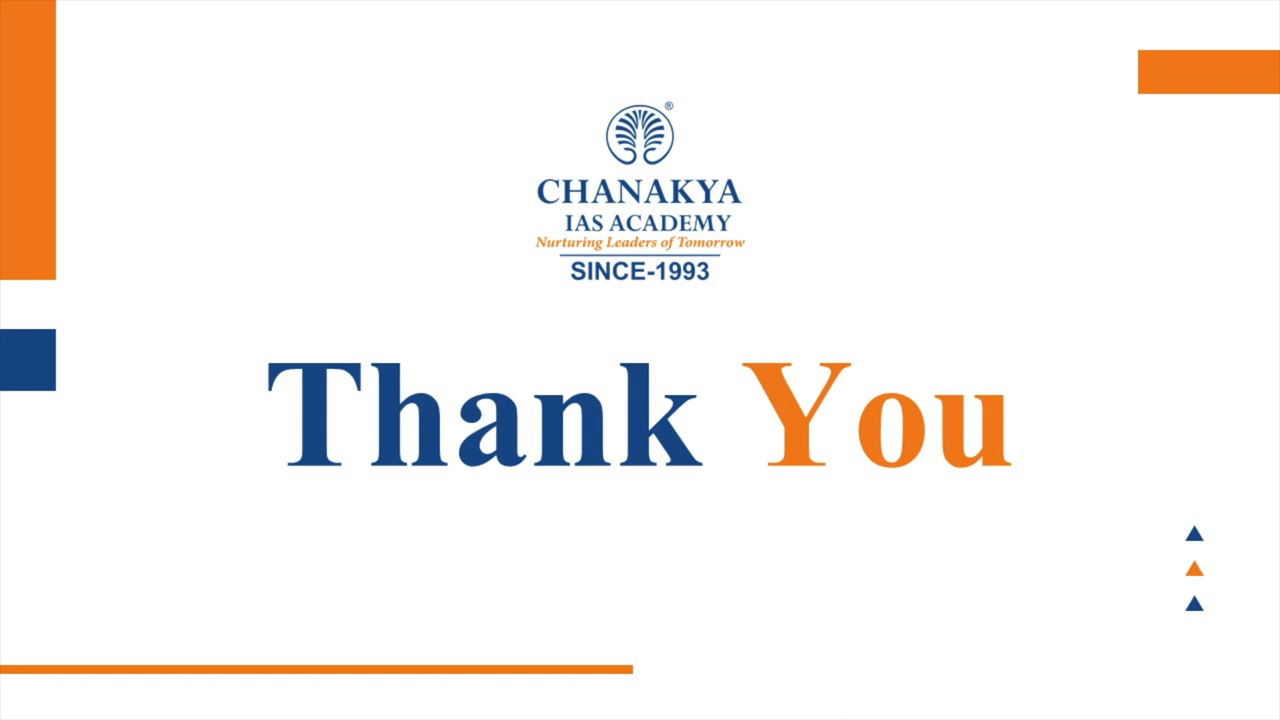 ®
CHANAKYA
IAS ACADEMY
Nurturing Leaders of Tomorrow
SINCE-1993
Thank You